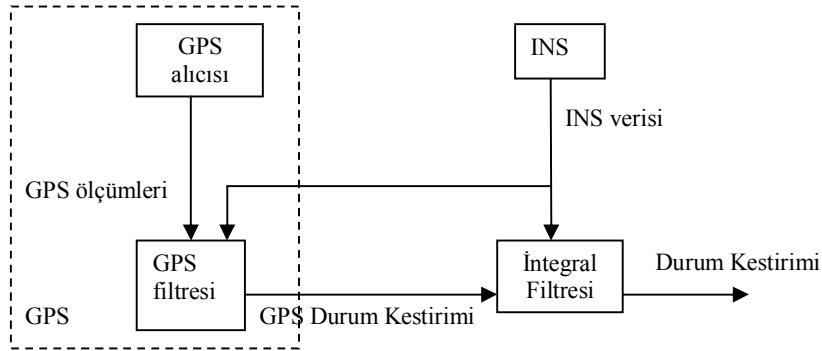 GPS
alıcısı
INS
INS verisi
GPS ölçümleri
GPS
filtresi
İntegral
Filtresi
Durum Kestirimi
GPS
GPS Durum Kestirimi